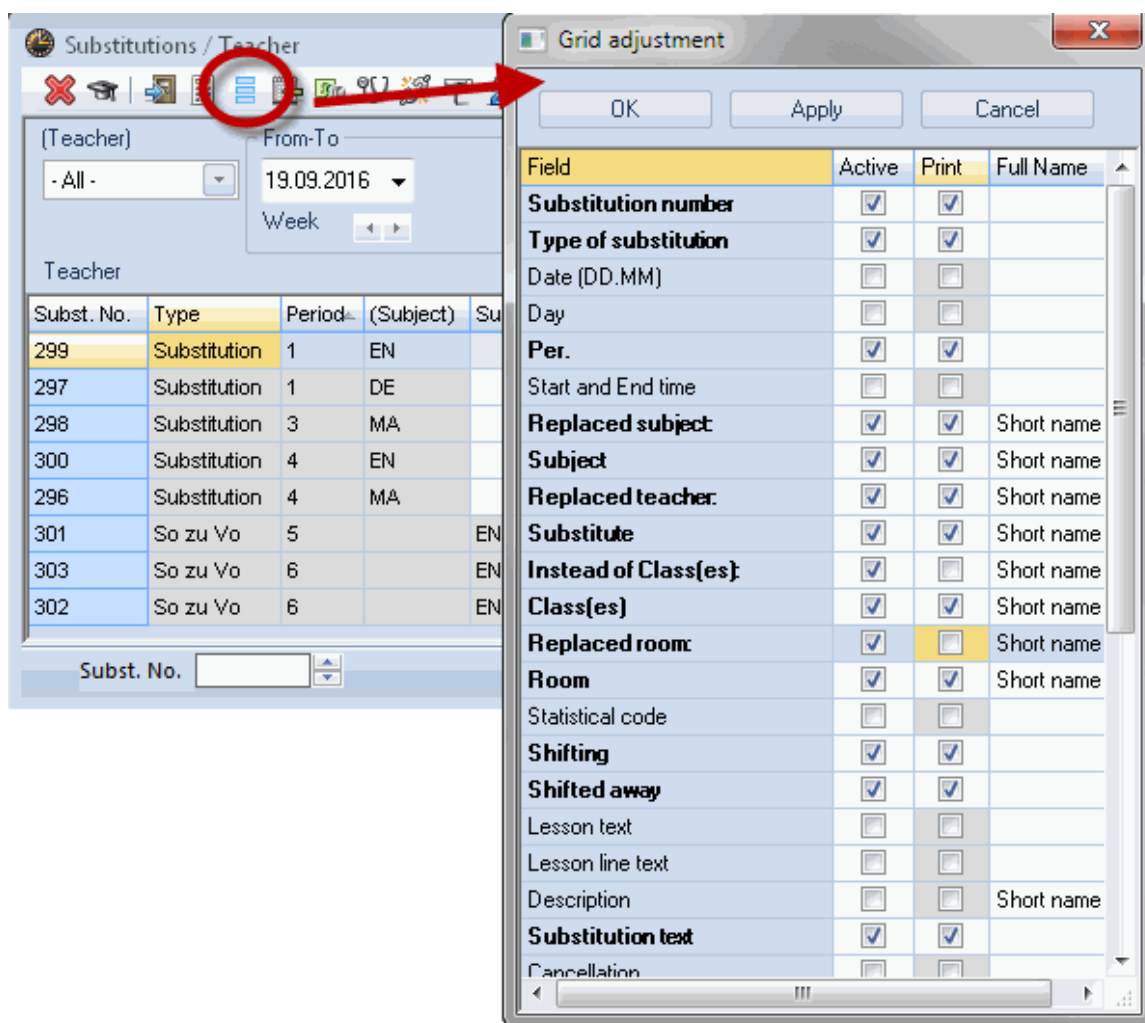 Substitutions / Teacher
(Teacher)
From-To
- All -
19.09.2016
Week
Teacher
Subst. No. Type Period (Subject) Su
299 Substitution 1 EN
297 Substitution 1 DE
298 Substitution 3 MA
300 Substitution 4 EN
296 Substitution 4 MA
301 So zu Vo 5 EN
303 So zu Vo 6 EN
302 So zu Vo 6 EN
Subst. No.
Grid adjustment
OK Apply Cancel
Field Active Print Full Name
Substitution number
Type of substitution
Date (DD.MM)
Day
Per.
Start and End time
Replaced subject: Short name
Subject Short name
Replaced teacher: Short name
Substitute Short name
Instead of Class(es): Short name
Class(es) Short name
Replaced room: Short name
Room Short name
Statistical code
Shifting
Shifted away
Lesson text
Lesson line text
Description Short name
Substitution text
Cancellation